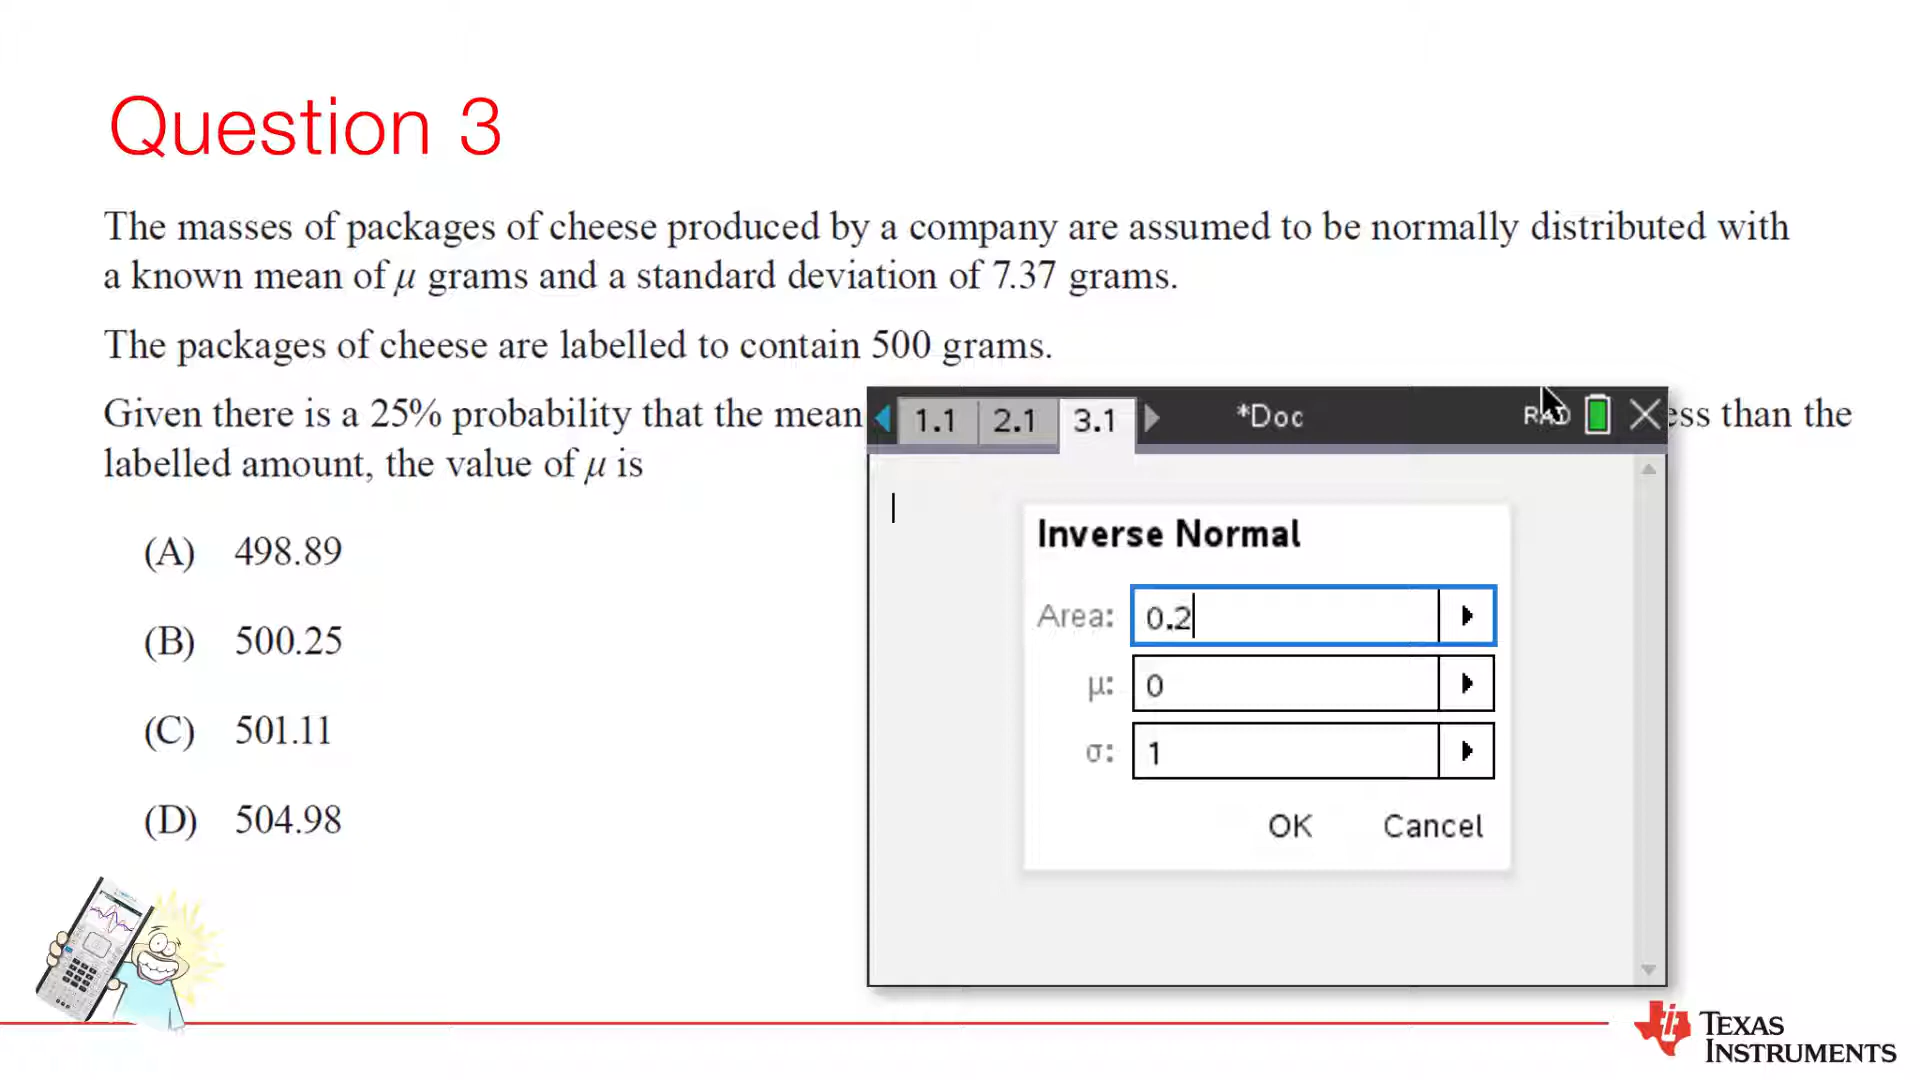 Question 3
The masses of packages of cheese produced by a company are assumed to be normally distributed with
a known mean of μ grams and a standard deviation of 7.37 grams.
The packages of cheese are labelled to contain 500 grams.
Given there is a 25% probability that the mean
ess than the
labelled amount, the value of μ is
(A) 498.89
(B) 500.25
(C) 501.11
(D) 504.98
1.1 2.1 3.1 *Doc RAD
Inverse Normal
Area: 0.2
μ: 0
σ: 1
OK Cancel
TEXAS
INSTRUMENTS